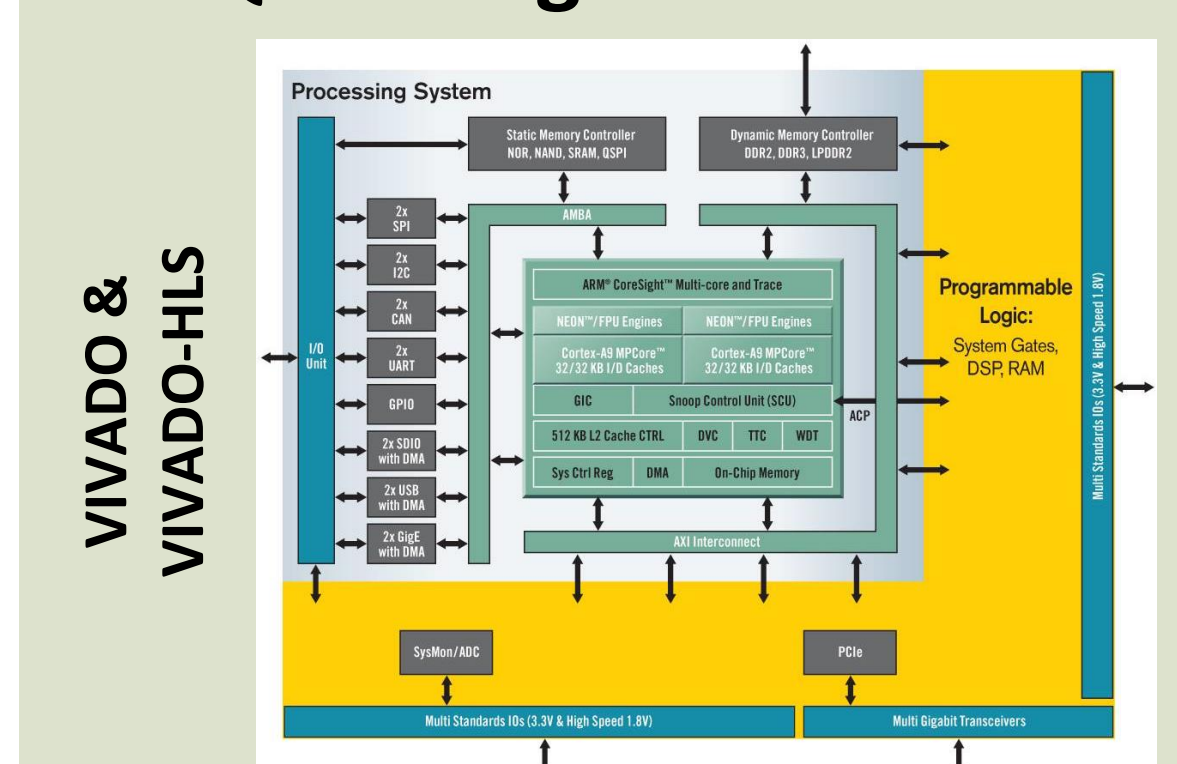 VIVADO &
VIVADO-HLS
Processing System
Static Memory Controller
NOR, NAND, SRAM, QSPI
Dynamic Memory Controller
DDR2, DDR3, LPDDR2
AMBA
2x
SPI
2x
I2C
2x
CAN
2x
UART
GPIO
2x SDIO
with DMA
2x USB
with DMA
2x GigE
with DMA
I/O
Unit
ARM® CoreSight™ Multi-core and Trace
NEON™/FPU Engines
NEON™/FPU Engines
Cortex-A9 MPCore™
32/32 KB I/D Caches
Cortex-A9 MPCore™
32/32 KB I/D Caches
GIC
Snoop Control Unit (SCU)
512 KB L2 Cache CTRL
DVC
TTC
WDT
Sys Ctrl Reg
DMA
On-Chip Memory
ACP
AXI Interconnect
Programmable
Logic:
System Gates,
DSP, RAM
Multi Standards IOs (3.3V & High Speed 1.8V)
SysMon/ADC
PCIe
Multi Standards IOs (3.3V & High Speed 1.8V)
Multi Gigabit Transceivers